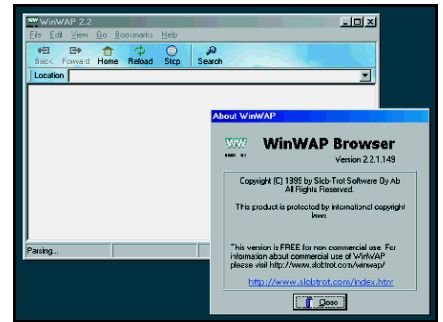 WinWAP 2.2
File Edit View Go Bookmarks Help
Back Forward Home Reload Stop Search
Location
About WinWAP
WinWAP Browser
Version 2.2.1.149
Copyright (C) 1995 by Slob-Trot Software Oy Ab
All Rights Reserved.
This product is protected by international copyright
laws
This version is FREE for non commercial use. For
information about commercial use of WinWAP
please visit http://www.slobtrot.com/winwap/
http://www.slobtrot.com/index.htm
Parsing...
Close